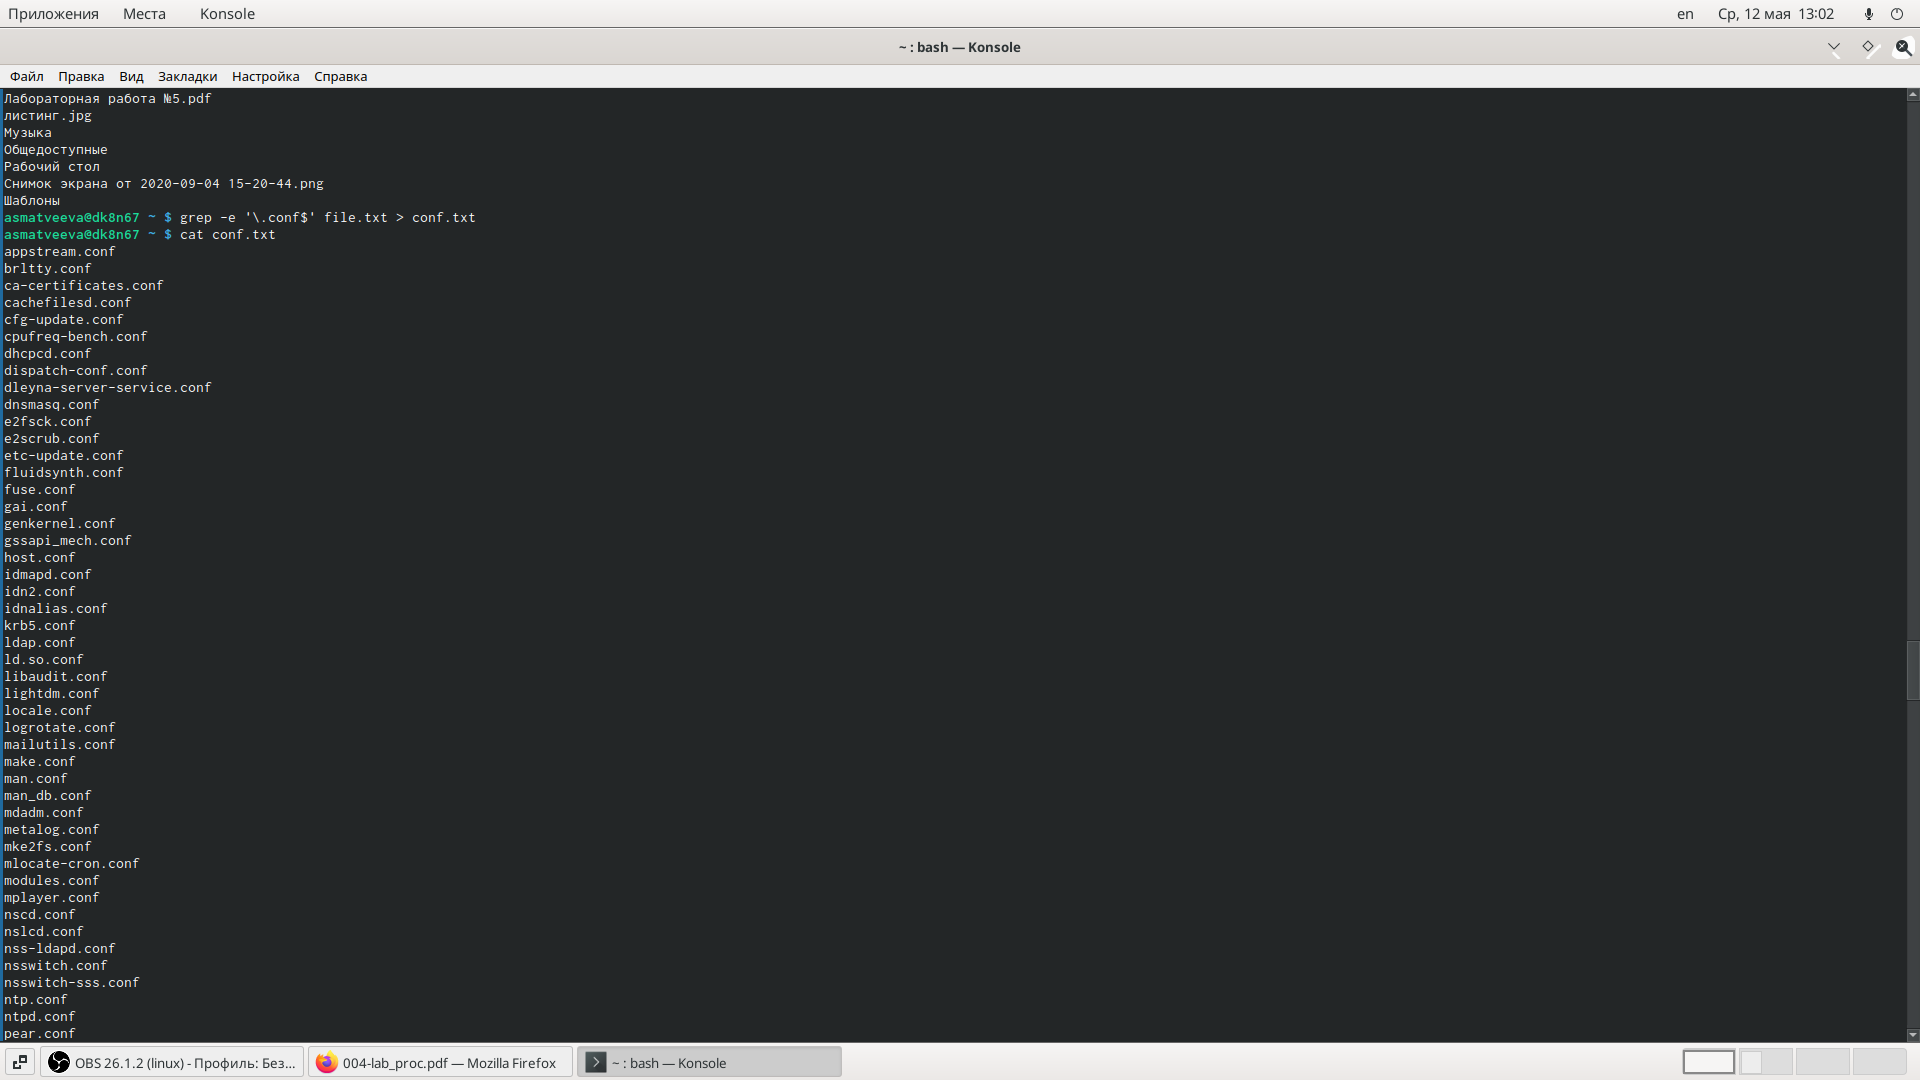 Приложения Места Konsole en Ср, 12 мая 13:02
~ : bash — Konsole
Файл Правка Вид Закладки Настройка Справка
Лабораторная работа №5.pdf
листинг.jpg
Музыка
Общедоступные
Рабочий стол
Снимок экрана от 2020-09-04 15-20-44.png
Шаблоны
asmatveeva@dk8n67 ~ $ grep -e '\.conf$' file.txt > conf.txt
asmatveeva@dk8n67 ~ $ cat conf.txt
appstream.conf
brltty.conf
ca-certificates.conf
cachefilesd.conf
cfg-update.conf
cpufreq-bench.conf
dhcpcd.conf
dispatch-conf.conf
dleyna-server-service.conf
dnsmasq.conf
e2fsck.conf
e2scrub.conf
etc-update.conf
fluidsynth.conf
fuse.conf
gai.conf
genkernel.conf
gssapi_mech.conf
host.conf
idmapd.conf
idn2.conf
idnalias.conf
krb5.conf
ldap.conf
ld.so.conf
libaudit.conf
lightdm.conf
locale.conf
logrotate.conf
mailutils.conf
make.conf
man.conf
man_db.conf
mdadm.conf
metalog.conf
mke2fs.conf
mlocate-cron.conf
modules.conf
mplayer.conf
nscd.conf
nslcd.conf
nss-ldapd.conf
nsswitch.conf
nsswitch-sss.conf
ntp.conf
ntpd.conf
pear.conf
OBS 26.1.2 (linux) - Профиль: Без... 004-lab_proc.pdf — Mozilla Firefox ~ : bash — Konsole